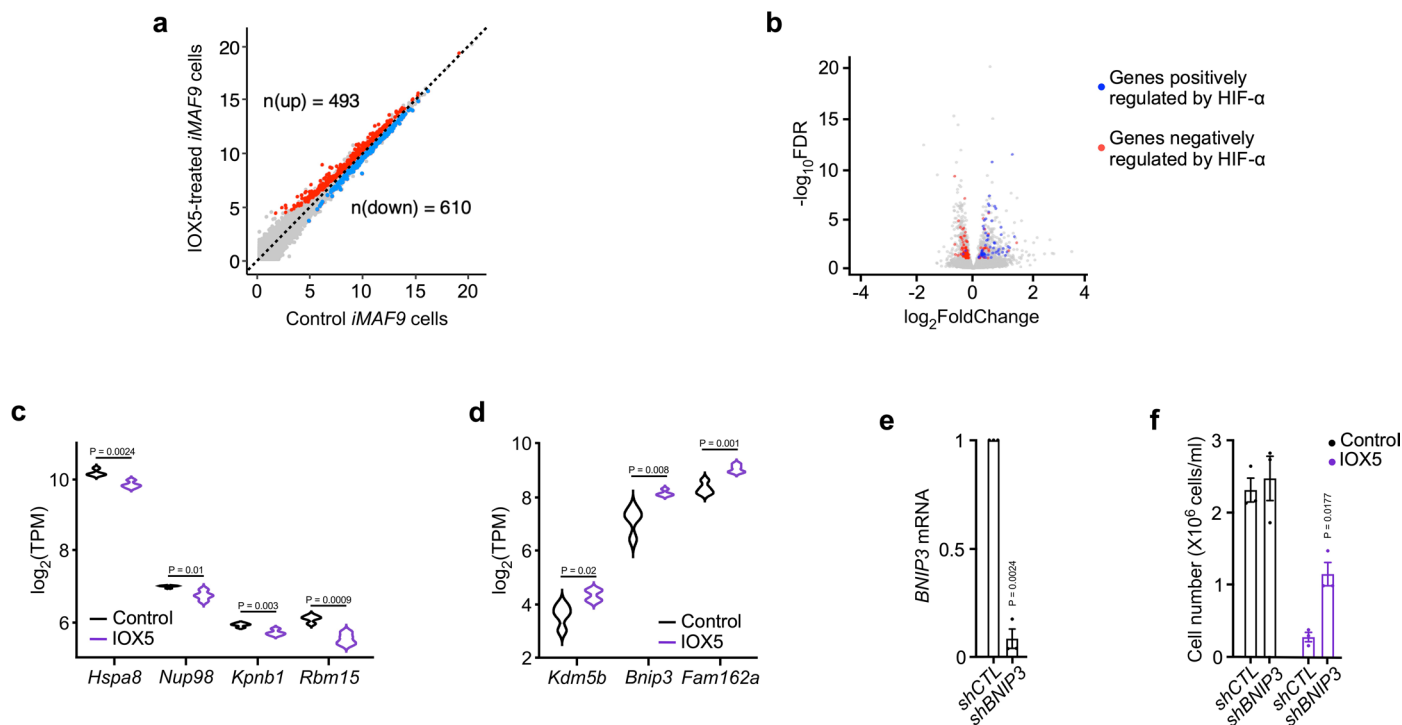 a
IOX5-treated iMAF9 cells
20
15
10
5
0
n(up) = 493
n(down) = 610
0 5 10 15 20
Control iMAF9 cells
b
-log10FDR
20
15
10
5
0
-4 -2 0 2 4
log2FoldChange
Genes positively
regulated by HIF-α
Genes negatively
regulated by HIF-α
c
log2(TPM)
10
8
6
P = 0.0024
P = 0.01
P = 0.003
P = 0.0009
Control
IOX5
Hspa8 Nup98 Kpnb1 Rbm15
d
log2(TPM)
10
8
6
4
2
P = 0.02
P = 0.008
P = 0.001
Control
IOX5
Kdm5b Bnip3 Fam162a
e
BNIP3 mRNA
1
0.5
0
P = 0.0024
shCTL
shBNIP3
f
Cell number (X10⁶ cells/ml)
3
2
1
0
P = 0.0177
Control
IOX5
shCTL
shBNIP3
shCTL
shBNIP3